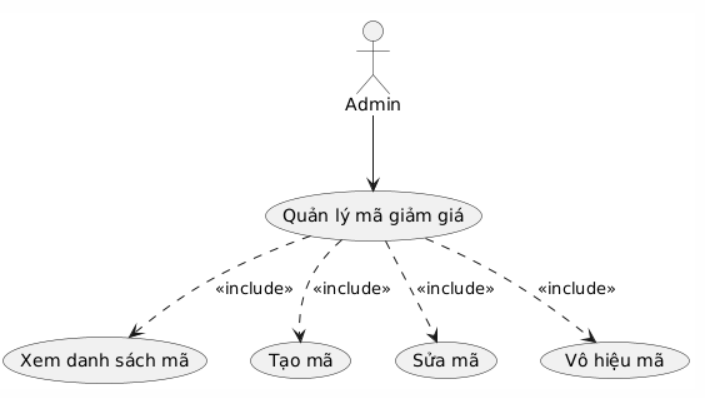 Admin
Quản lý mã giảm giá
«include»
«include»
«include»
«include»
Xem danh sách mã
Tạo mã
Sửa mã
Vô hiệu mã